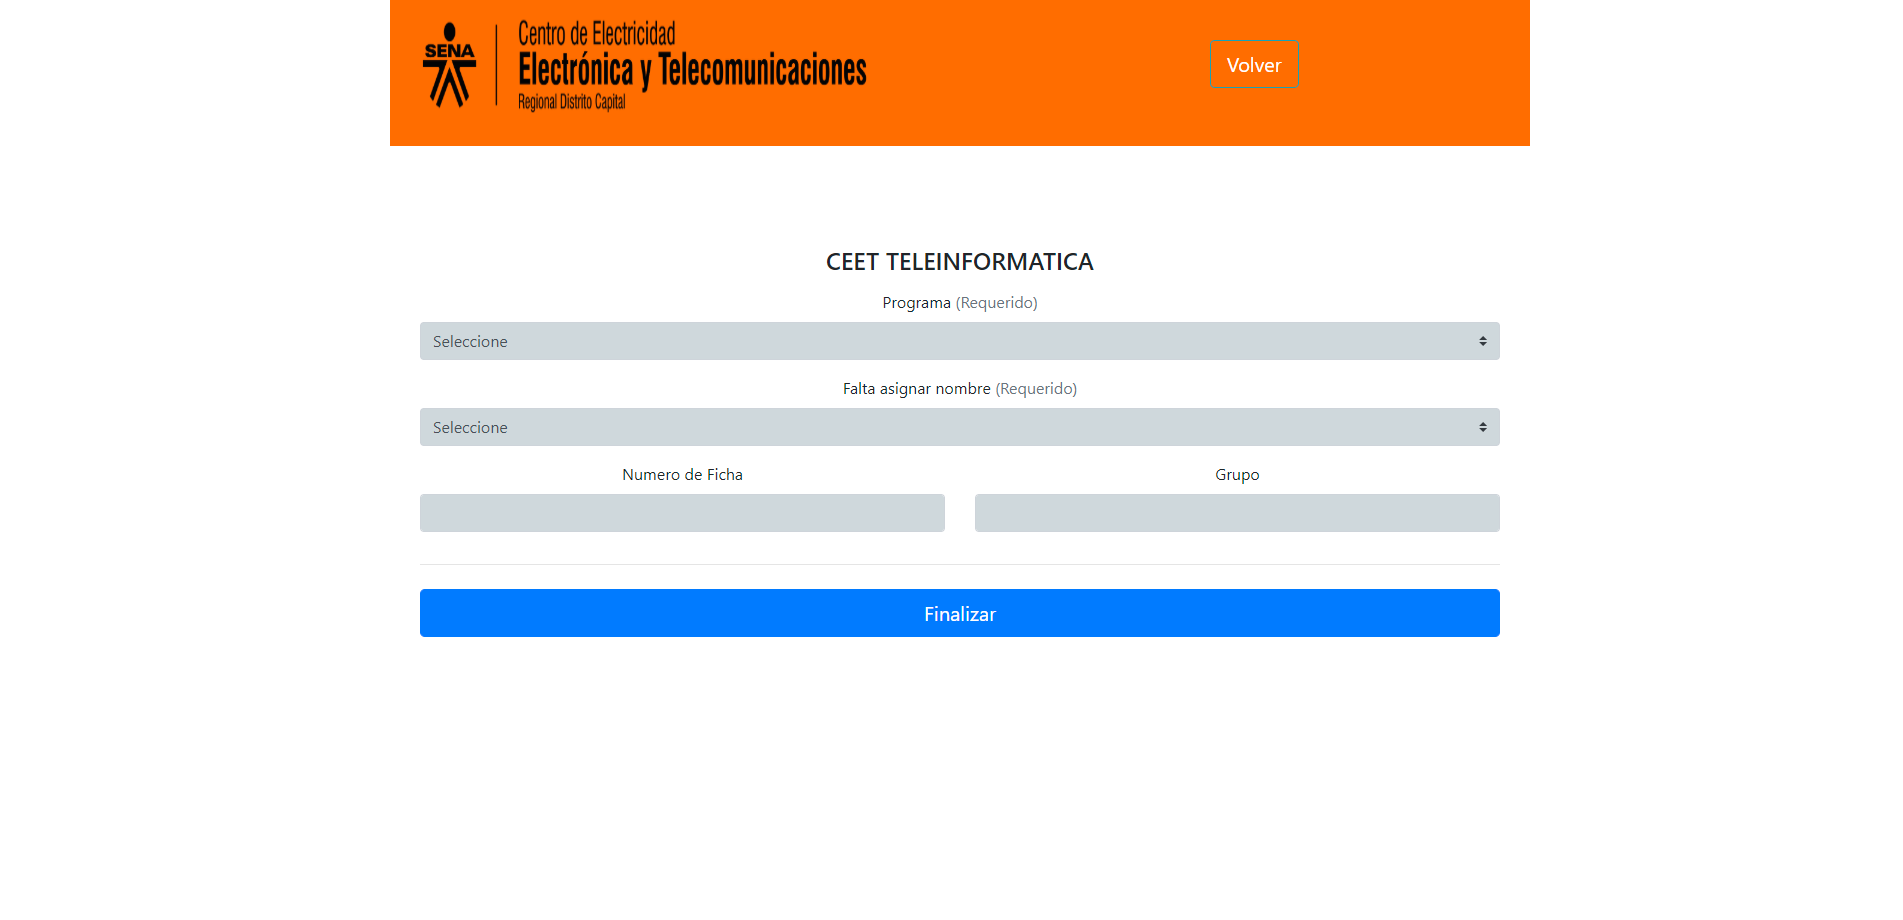 SENA
Centro de Electricidad
Electrónica y Telecomunicaciones
Regional Distrito Capital
Volver
CEET TELEINFORMATICA
Programa (Requerido)
Seleccione
Falta asignar nombre (Requerido)
Seleccione
Numero de Ficha
Grupo
Finalizar